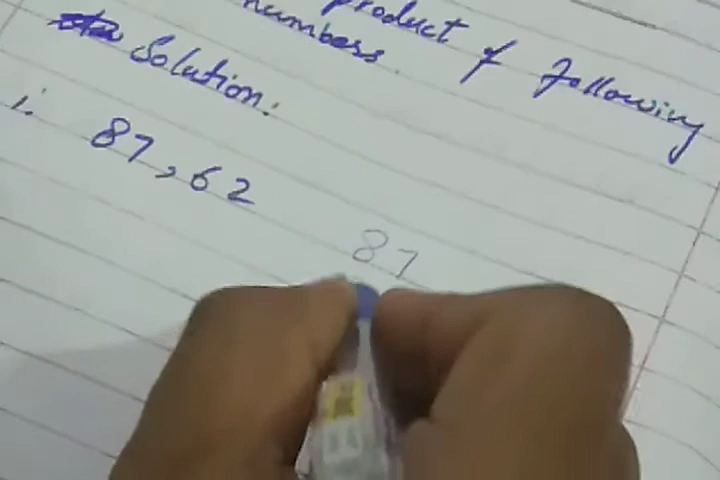 product of following
numbers.
Solution:
i. 87, 62
87